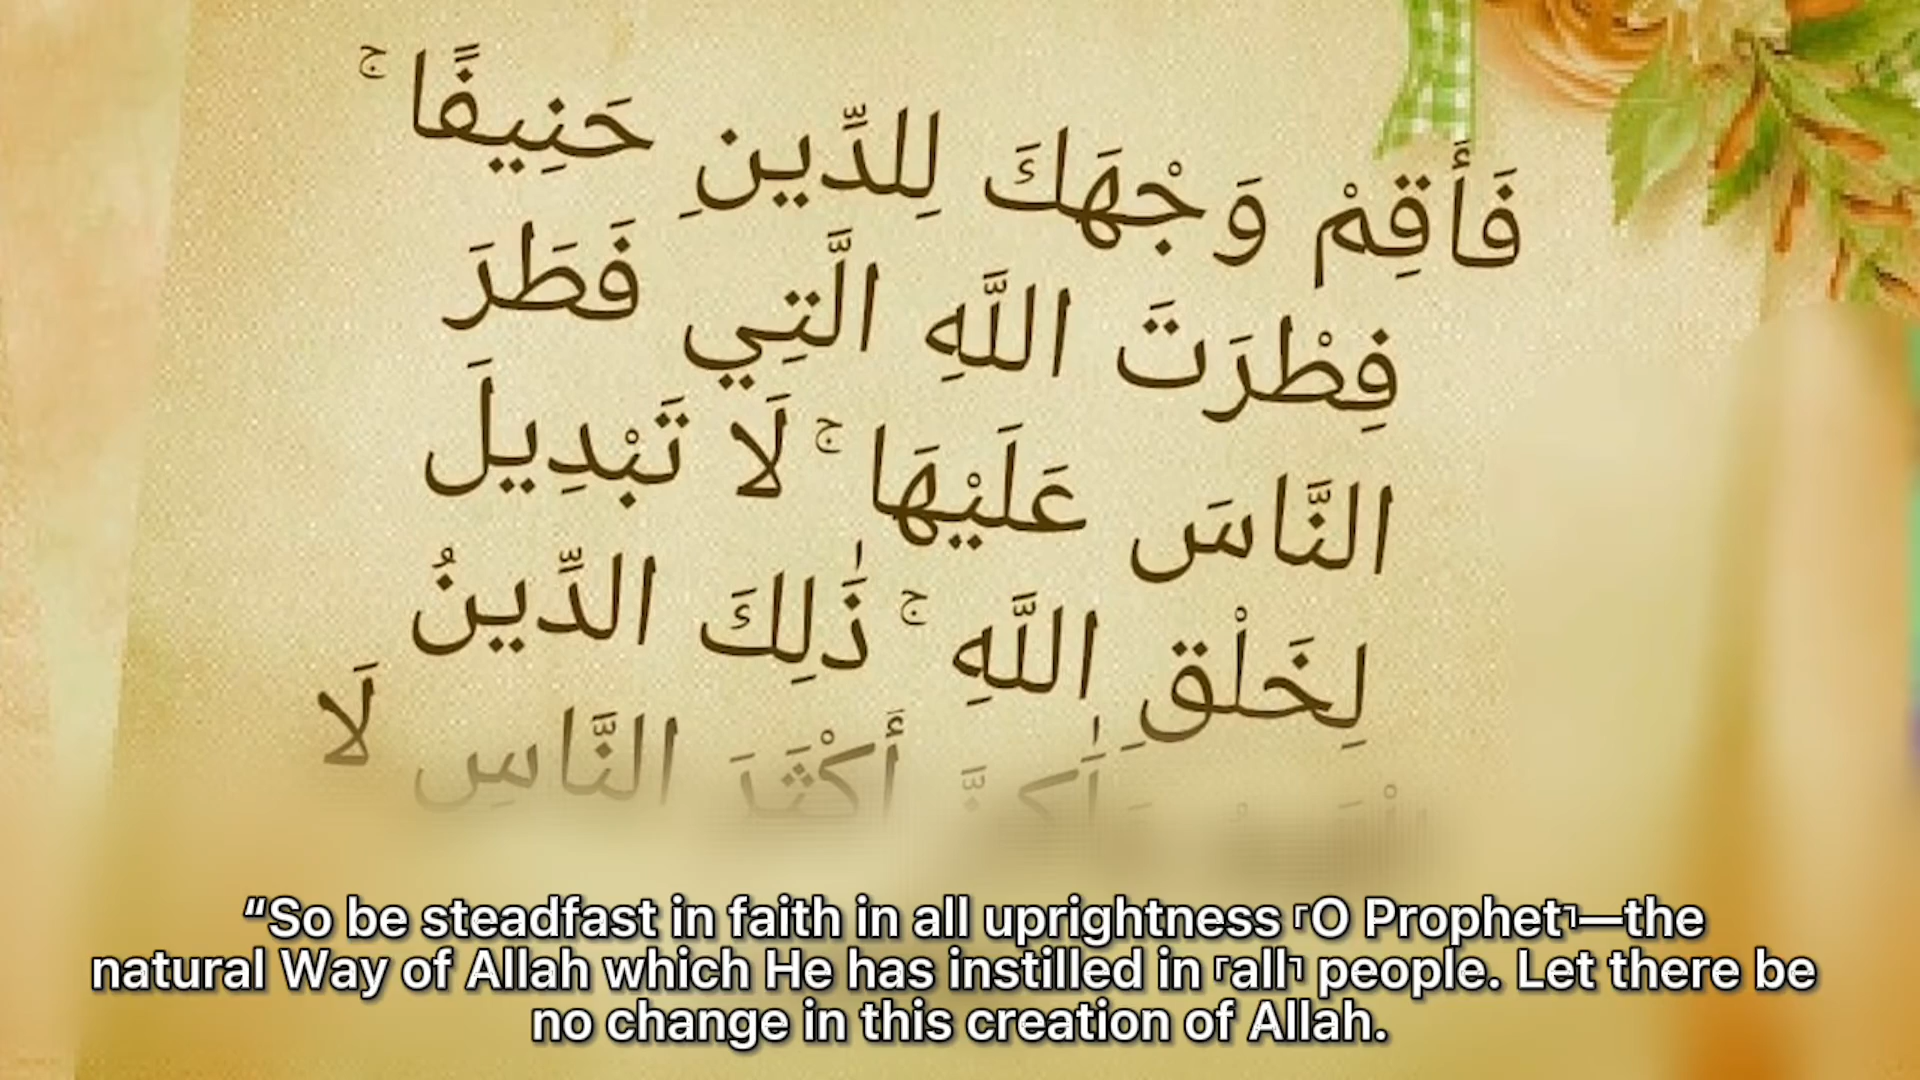 فَأَقِمْ وَجْهَكَ لِلدِّينِ حَنِيفًا ۚ
فِطْرَتَ اللَّهِ الَّتِي فَطَرَ
النَّاسَ عَلَيْهَا ۚ لَا تَبْدِيلَ
لِخَلْقِ اللَّهِ ۚ ذَٰلِكَ الدِّينُ
أَكْثَرَ النَّاسِ لَا
“So be steadfast in faith in all uprightness ˹O Prophet˺—the
natural Way of Allah which He has instilled in ˹all˺ people. Let there be
no change in this creation of Allah.